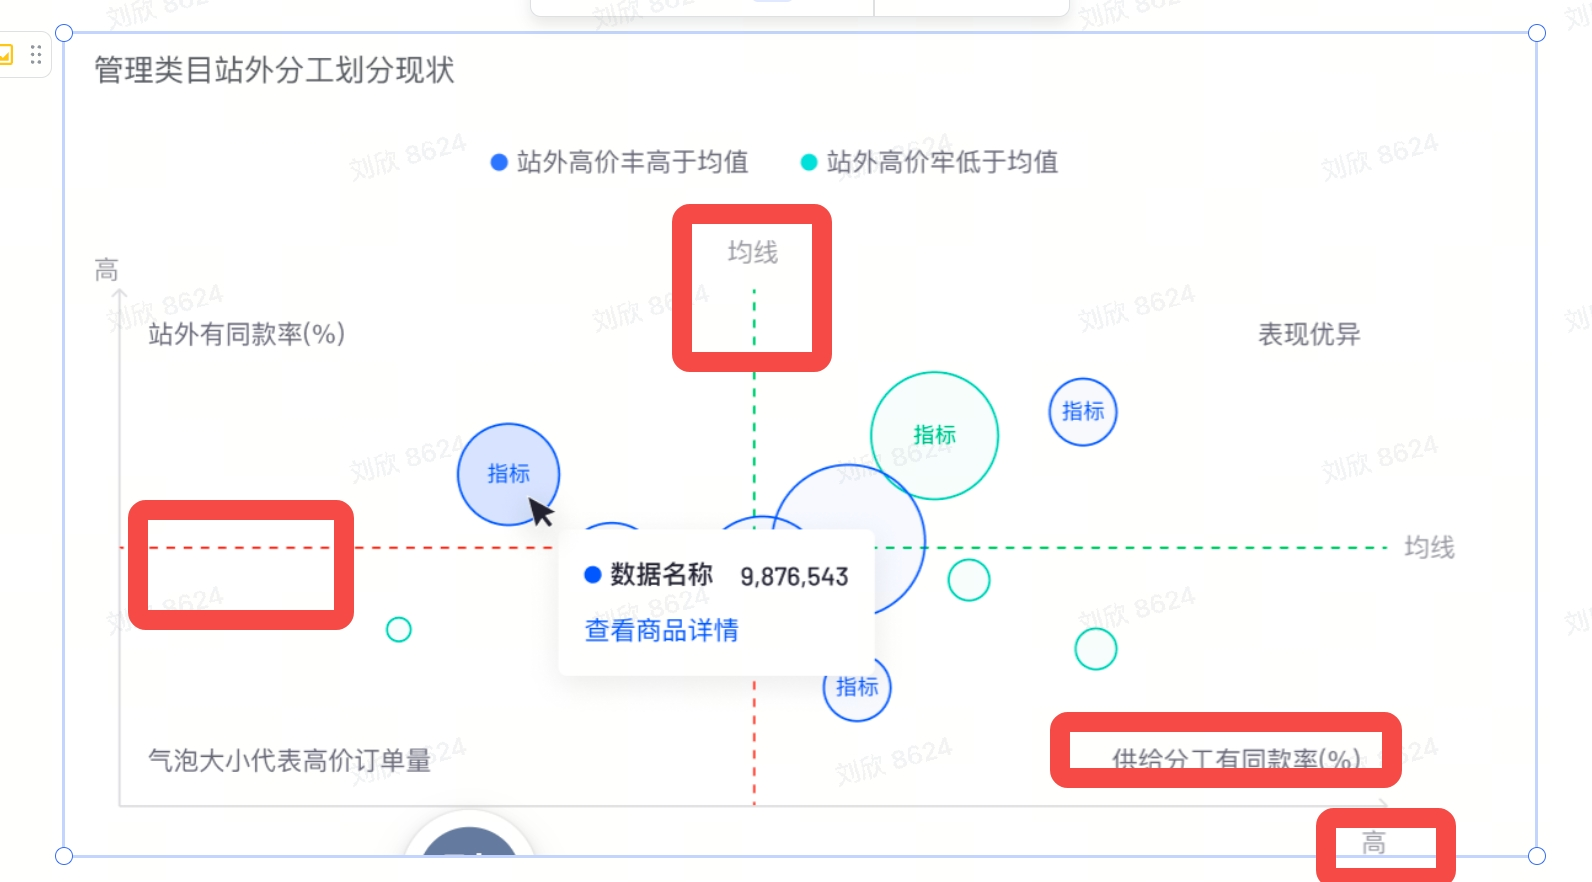 管理类目站外分工划分现状
站外高价丰高于均值
站外高价牢低于均值
均线
高
站外有同款率(%)
表现优异
指标
指标
指标
均线
数据名称 9,876,543
查看商品详情
指标
气泡大小代表高价订单量
供给分工有同款率(%)
高
刘欣 8624